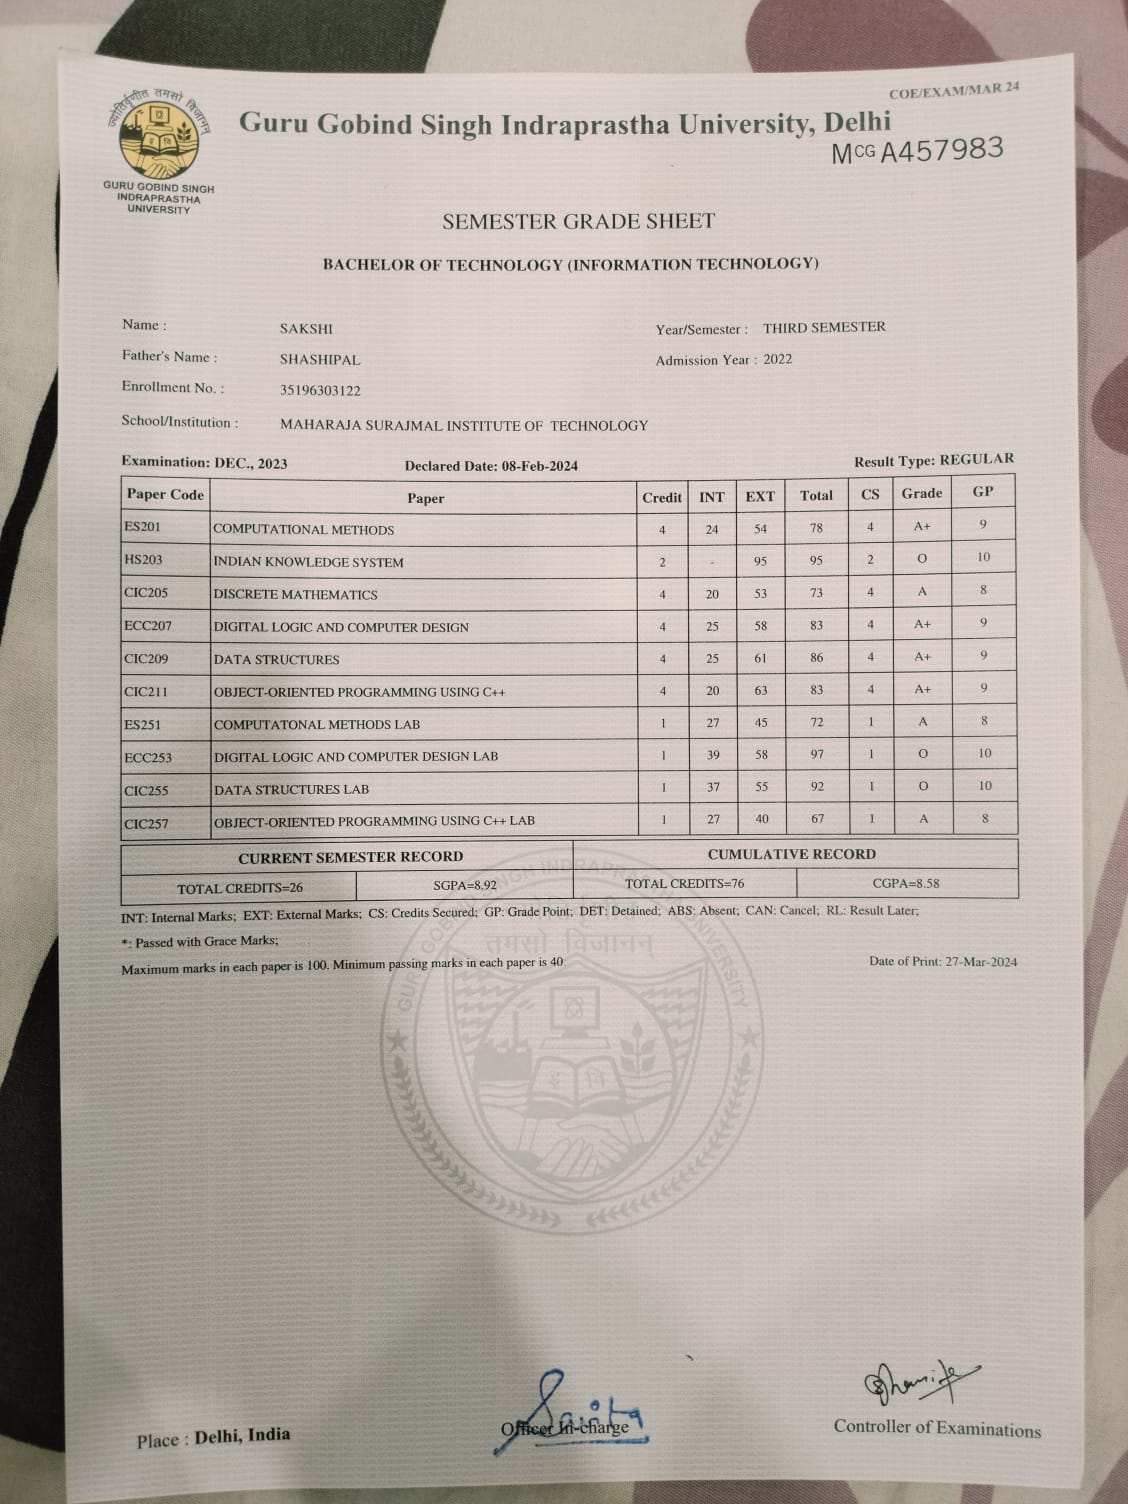 COE/EXAM/MAR 24
ज्योतिर्वृणीत तमसो विजानन्
GURU GOBIND SINGH
INDRAPRASTHA
UNIVERSITY
Guru Gobind Singh Indraprastha University, Delhi
MCG A457983
SEMESTER GRADE SHEET
BACHELOR OF TECHNOLOGY (INFORMATION TECHNOLOGY)
Name : SAKSHI Year/Semester : THIRD SEMESTER
Father's Name : SHASHIPAL Admission Year : 2022
Enrollment No. : 35196303122
School/Institution : MAHARAJA SURAJMAL INSTITUTE OF TECHNOLOGY
Examination: DEC., 2023 Declared Date: 08-Feb-2024 Result Type: REGULAR
Paper Code Paper Credit INT EXT Total CS Grade GP
ES201 COMPUTATIONAL METHODS 4 24 54 78 4 A+ 9
HS203 INDIAN KNOWLEDGE SYSTEM 2 - 95 95 2 O 10
CIC205 DISCRETE MATHEMATICS 4 20 53 73 4 A 8
ECC207 DIGITAL LOGIC AND COMPUTER DESIGN 4 25 58 83 4 A+ 9
CIC209 DATA STRUCTURES 4 25 61 86 4 A+ 9
CIC211 OBJECT-ORIENTED PROGRAMMING USING C++ 4 20 63 83 4 A+ 9
ES251 COMPUTATONAL METHODS LAB 1 27 45 72 1 A 8
ECC253 DIGITAL LOGIC AND COMPUTER DESIGN LAB 1 39 58 97 1 O 10
CIC255 DATA STRUCTURES LAB 1 37 55 92 1 O 10
CIC257 OBJECT-ORIENTED PROGRAMMING USING C++ LAB 1 27 40 67 1 A 8
CURRENT SEMESTER RECORD CUMULATIVE RECORD
TOTAL CREDITS=26 SGPA=8.92 TOTAL CREDITS=76 CGPA=8.58
INT: Internal Marks; EXT: External Marks; CS: Credits Secured; GP: Grade Point; DET: Detained; ABS: Absent; CAN: Cancel; RL: Result Later;
*: Passed with Grace Marks;
Maximum marks in each paper is 100. Minimum passing marks in each paper is 40 Date of Print: 27-Mar-2024
GURU GOBIND SINGH INDRAPRASTHA UNIVERSITY
तमसो विजानन्
Savita
Place : Delhi, India Officer In-charge Controller of Examinations